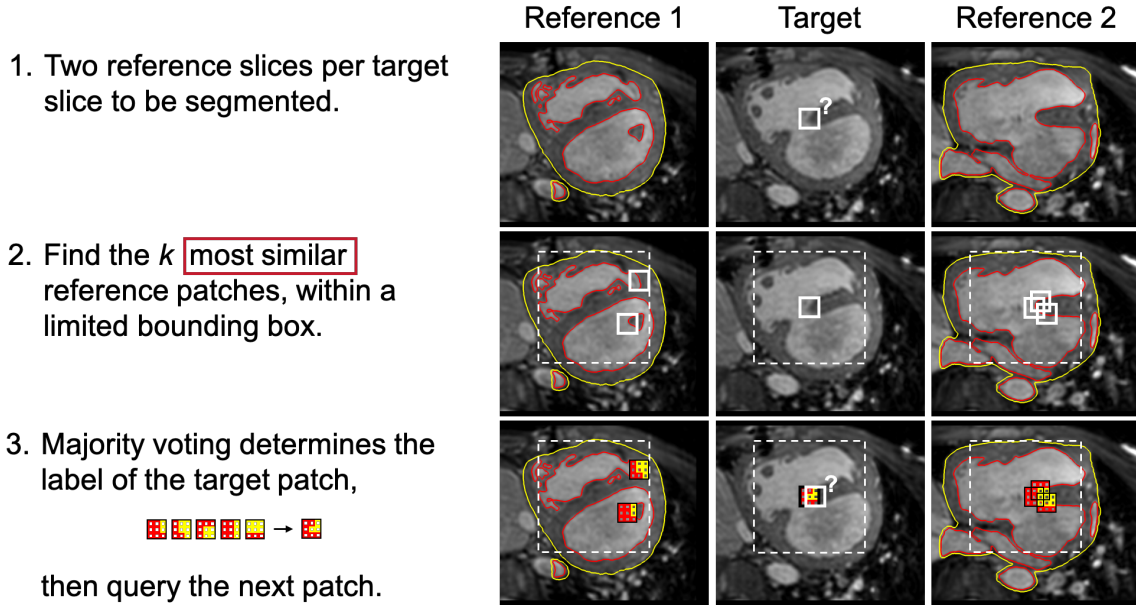 Reference 1
Target
Reference 2
1. Two reference slices per target
slice to be segmented.
?
2. Find the k most similar
reference patches, within a
limited bounding box.
3. Majority voting determines the
label of the target patch,
?
→
then query the next patch.